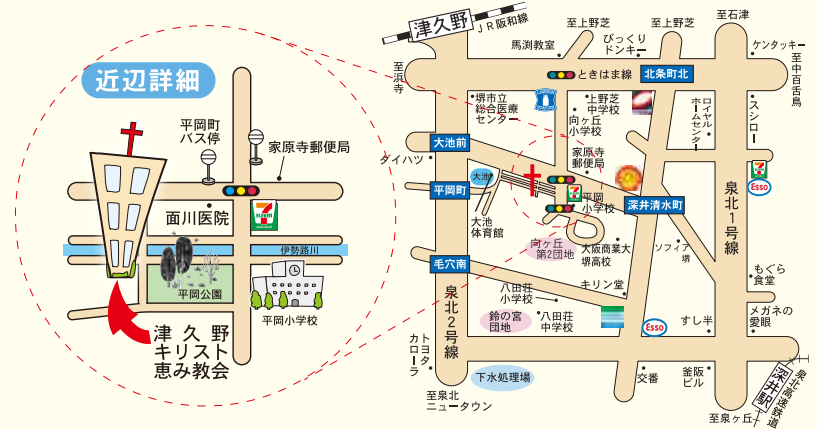 近辺詳細
平岡町
バス停
家原寺郵便局
面川医院
7
ELEVEN
伊勢路川
平岡公園
平岡小学校
津久野
キリスト
恵み教会
津久野
JR阪和線
至浜寺
至上野芝
至上野芝
至石津
馬渕教室
びっくり
ドンキー
ケンタッキー
至中百舌鳥
ときはま線
北条町北
堺市立
総合医療
センター
LAWSON
上野芝
中学校
向ヶ丘
小学校
ロイヤル
ホームセンター
スシロー
大池前
ダイハツ
家原寺
郵便局
大池
平岡町
7
平岡
小学校
深井清水町
7
Esso
泉北1号線
大池
体育館
向ヶ丘
第2団地
大阪商業大
堺高校
ソフィア
堺
毛穴南
キリン堂
もぐら
食堂
八田荘
小学校
泉北2号線
鈴の宮
団地
八田荘
中学校
Esso
すし半
メガネの
愛眼
トヨタ
カローラ
下水処理場
交番
釜阪
ビル
泉北高速鉄道
深井駅
至泉北
ニュータウン
至泉ヶ丘